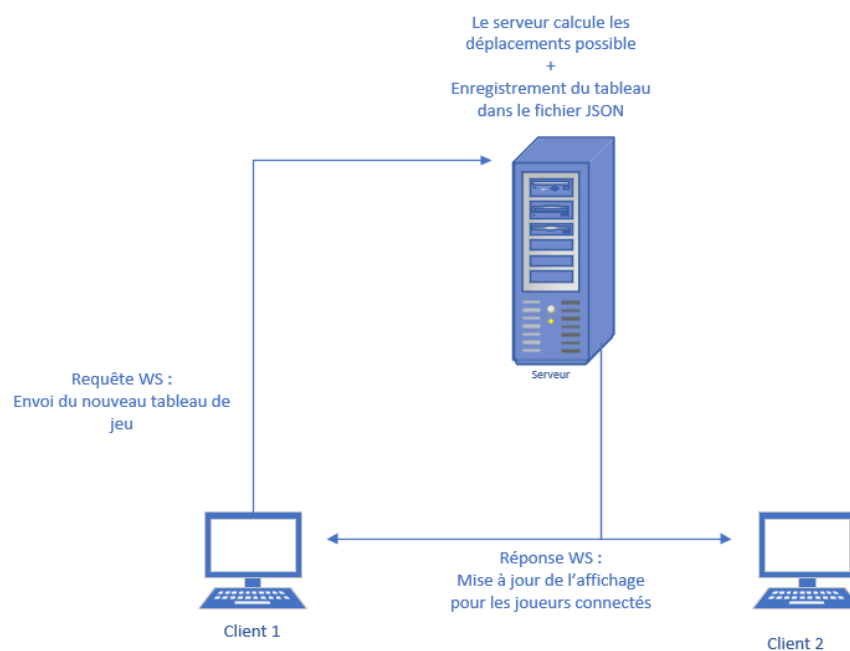 Le serveur calcule les
déplacements possible
+
Enregistrement du tableau
dans le fichier JSON
Serveur
Requête WS :
Envoi du nouveau tableau de
jeu
Réponse WS :
Mise à jour de l’affichage
pour les joueurs connectés
Client 1
Client 2